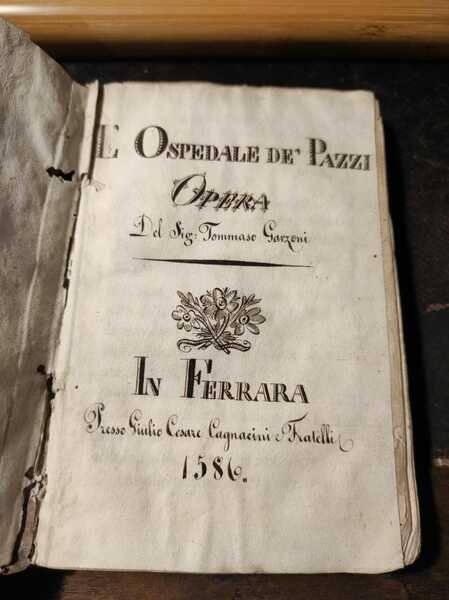 L' OSPEDALE DE' PAZZI
OPERA
Del Sig: Tommaso Garzoni
IN FERRARA
Presso Giulio Cesare Cagnacini e Fratelli
1586.